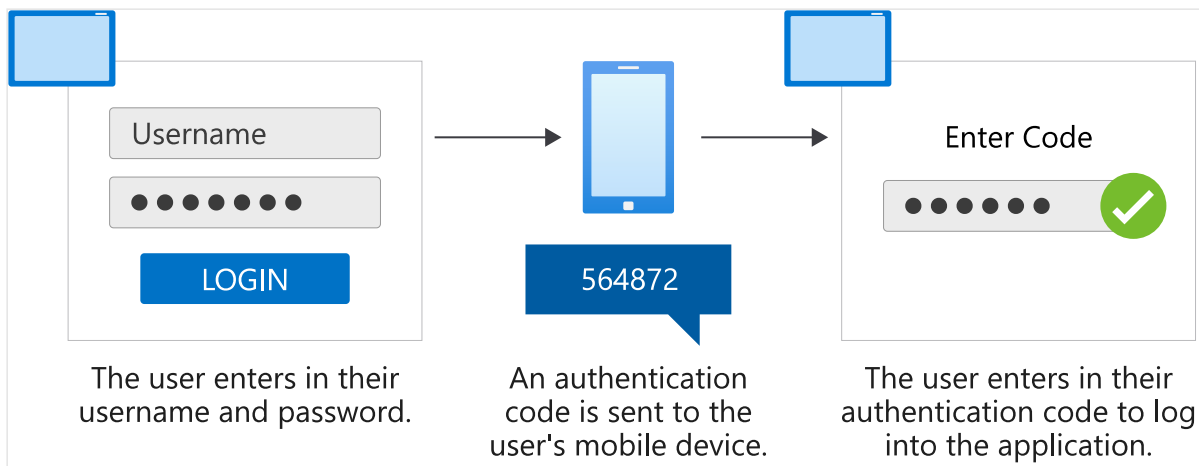 Username
●●●●●●●
LOGIN
The user enters in their
username and password.
564872
An authentication
code is sent to the
user's mobile device.
Enter Code
●●●●●●
The user enters in their
authentication code to log
into the application.